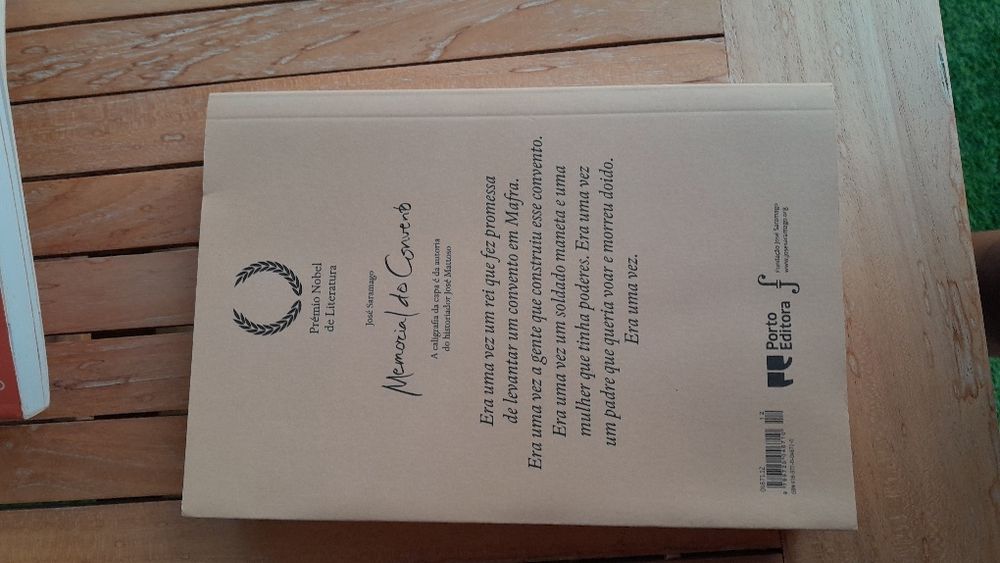 Prémio Nobel
de Literatura
José Saramago
Memorial do Convento
A caligrafia da capa é da autoria
do historiador José Mattoso
Era uma vez um rei que fez promessa
de levantar um convento em Mafra.
Era uma vez a gente que construiu esse convento.
Era uma vez um soldado maneta e uma
mulher que tinha poderes. Era uma vez
um padre que queria voar e morreu doido.
Era uma vez.
Porto
Editora
Fundação José Saramago
www.josesaramago.org